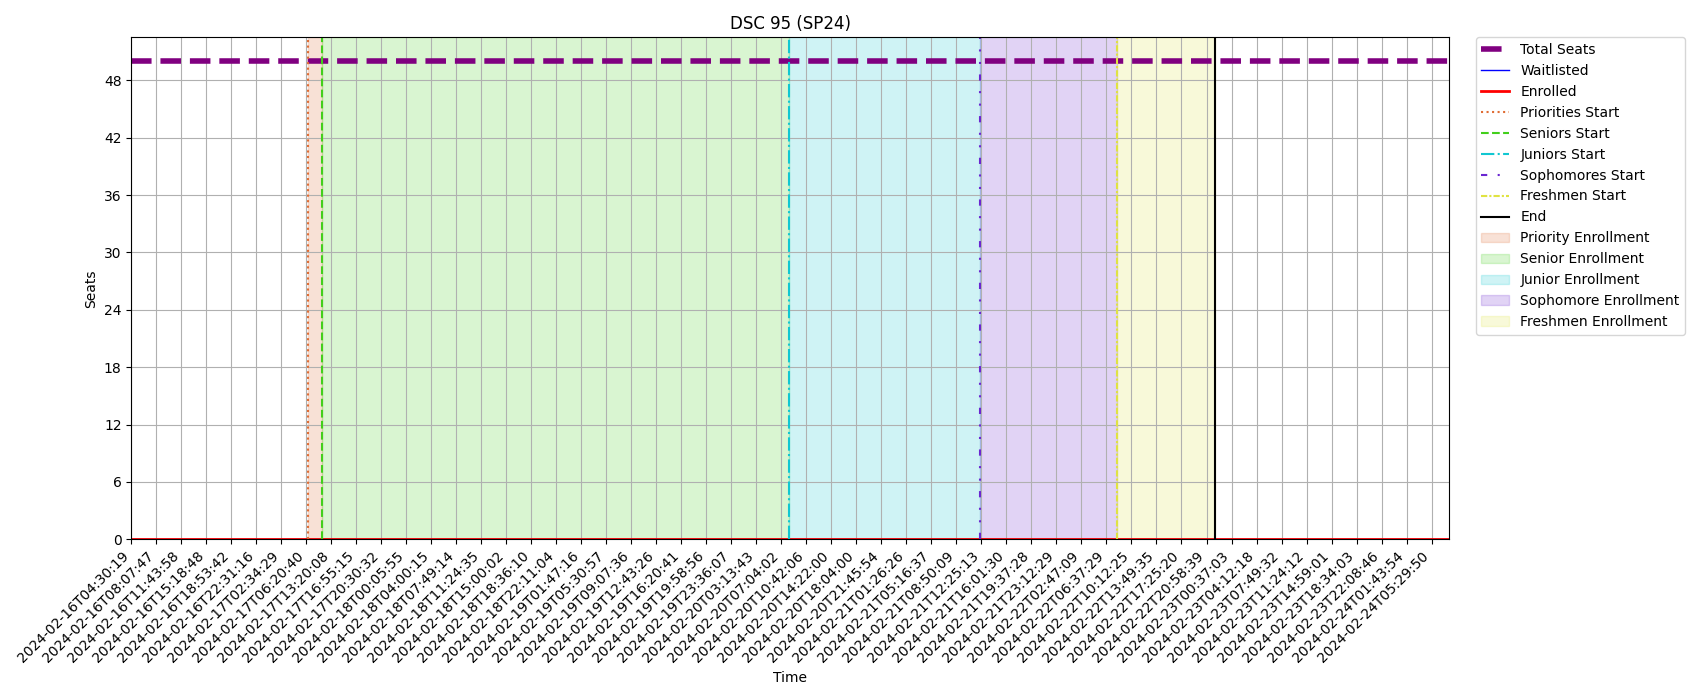 DSC 95 (SP24)
Seats
48
42
36
30
24
18
12
6
0
2024-02-16T04:30:19
2024-02-16T08:07:47
2024-02-16T11:43:58
2024-02-16T15:18:48
2024-02-16T18:53:42
2024-02-16T22:31:16
2024-02-17T02:34:29
2024-02-17T06:20:40
2024-02-17T13:20:08
2024-02-17T16:55:15
2024-02-17T20:30:32
2024-02-18T00:05:55
2024-02-18T04:00:15
2024-02-18T07:49:14
2024-02-18T11:24:35
2024-02-18T15:00:02
2024-02-18T18:36:10
2024-02-18T22:11:04
2024-02-19T01:47:16
2024-02-19T05:30:57
2024-02-19T09:07:36
2024-02-19T12:43:26
2024-02-19T16:20:41
2024-02-19T19:58:56
2024-02-19T23:36:07
2024-02-20T03:13:43
2024-02-20T07:04:02
2024-02-20T10:42:06
2024-02-20T14:22:00
2024-02-20T18:04:00
2024-02-20T21:45:54
2024-02-21T01:26:26
2024-02-21T05:16:37
2024-02-21T08:50:09
2024-02-21T12:25:13
2024-02-21T16:01:30
2024-02-21T19:37:28
2024-02-21T23:12:29
2024-02-22T02:47:09
2024-02-22T06:37:29
2024-02-22T10:12:25
2024-02-22T13:49:35
2024-02-22T17:25:20
2024-02-22T20:58:39
2024-02-23T00:37:03
2024-02-23T04:12:18
2024-02-23T07:49:32
2024-02-23T11:24:12
2024-02-23T14:59:01
2024-02-23T18:34:03
2024-02-23T22:08:46
2024-02-24T01:43:54
2024-02-24T05:29:50
Time
Total Seats
Waitlisted
Enrolled
Priorities Start
Seniors Start
Juniors Start
Sophomores Start
Freshmen Start
End
Priority Enrollment
Senior Enrollment
Junior Enrollment
Sophomore Enrollment
Freshmen Enrollment